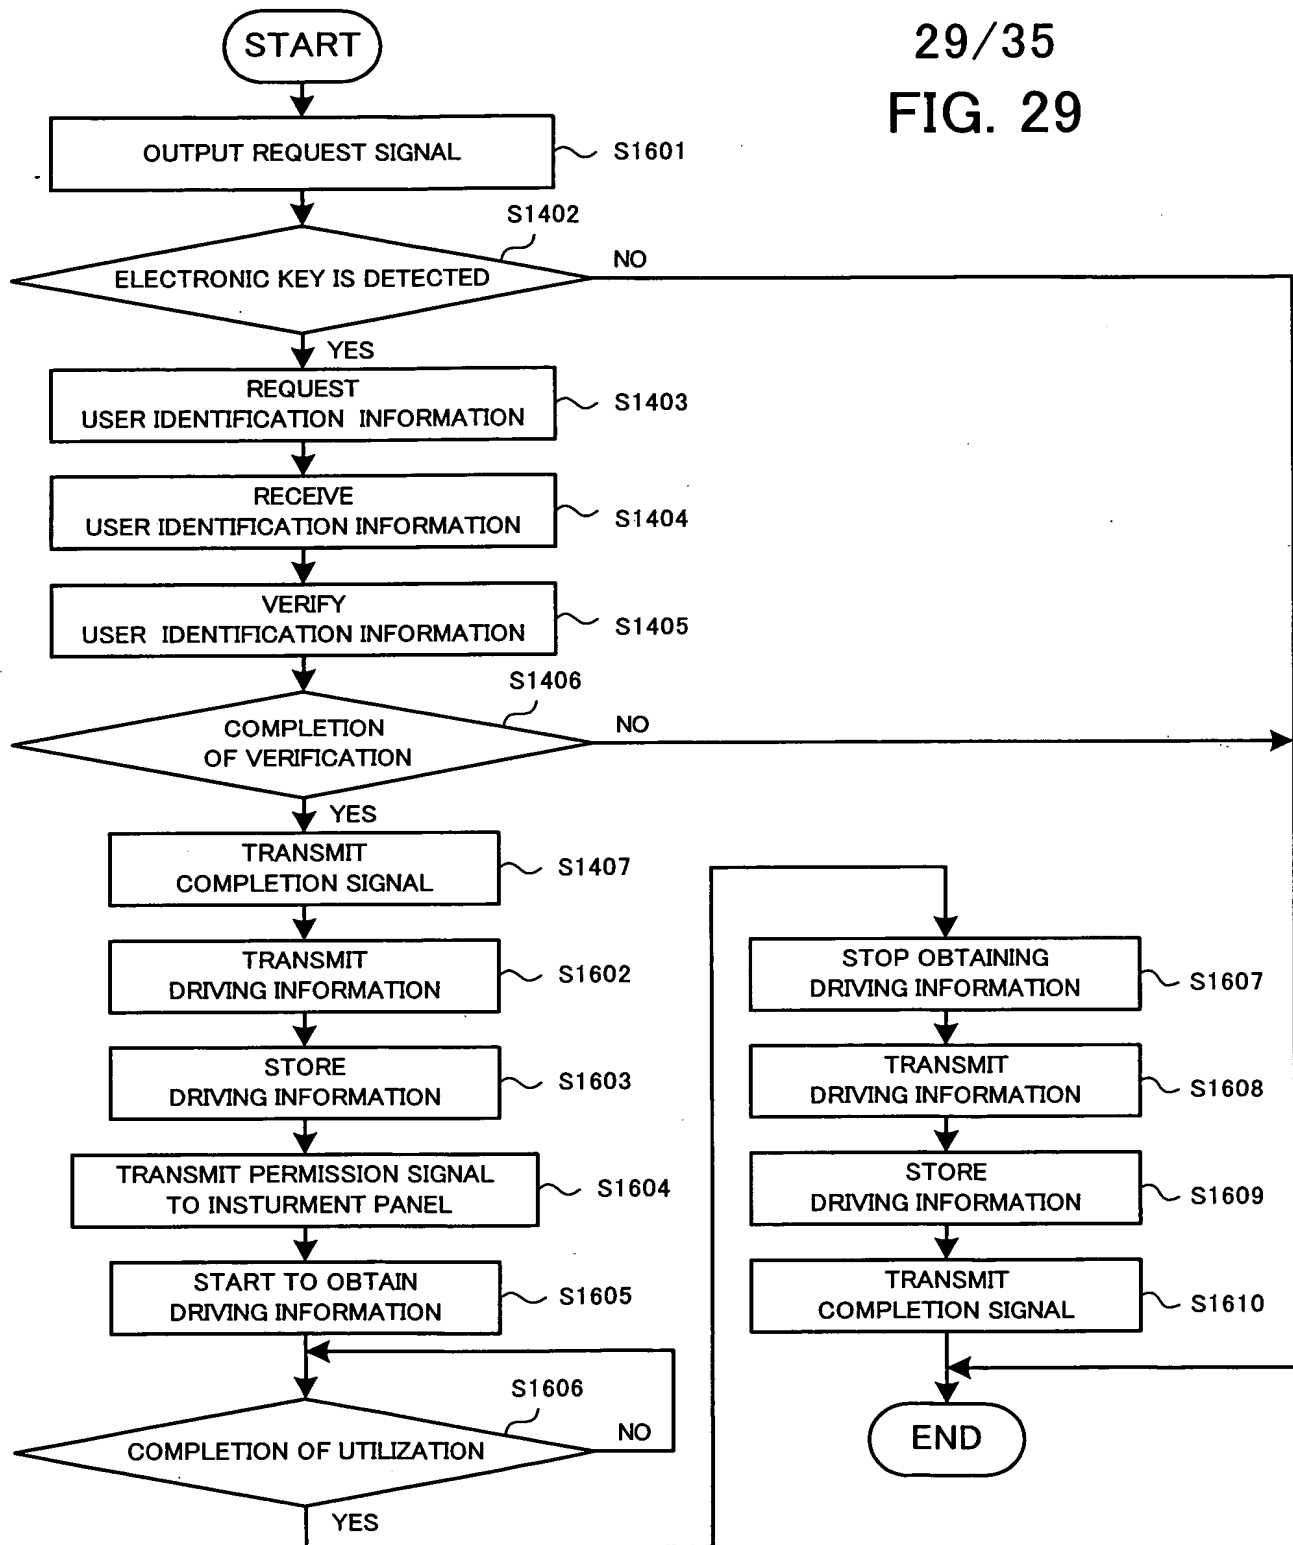 29/35
FIG. 29
START
OUTPUT REQUEST SIGNAL
S1601
S1402
ELECTRONIC KEY IS DETECTED
NO
YES
REQUEST
USER IDENTIFICATION INFORMATION
S1403
RECEIVE
USER IDENTIFICATION INFORMATION
S1404
VERIFY
USER IDENTIFICATION INFORMATION
S1405
S1406
COMPLETION
OF VERIFICATION
NO
YES
TRANSMIT
COMPLETION SIGNAL
S1407
TRANSMIT
DRIVING INFORMATION
S1602
STORE
DRIVING INFORMATION
S1603
TRANSMIT PERMISSION SIGNAL
TO INSTURMENT PANEL
S1604
START TO OBTAIN
DRIVING INFORMATION
S1605
S1606
COMPLETION OF UTILIZATION
NO
YES
STOP OBTAINING
DRIVING INFORMATION
S1607
TRANSMIT
DRIVING INFORMATION
S1608
STORE
DRIVING INFORMATION
S1609
TRANSMIT
COMPLETION SIGNAL
S1610
END